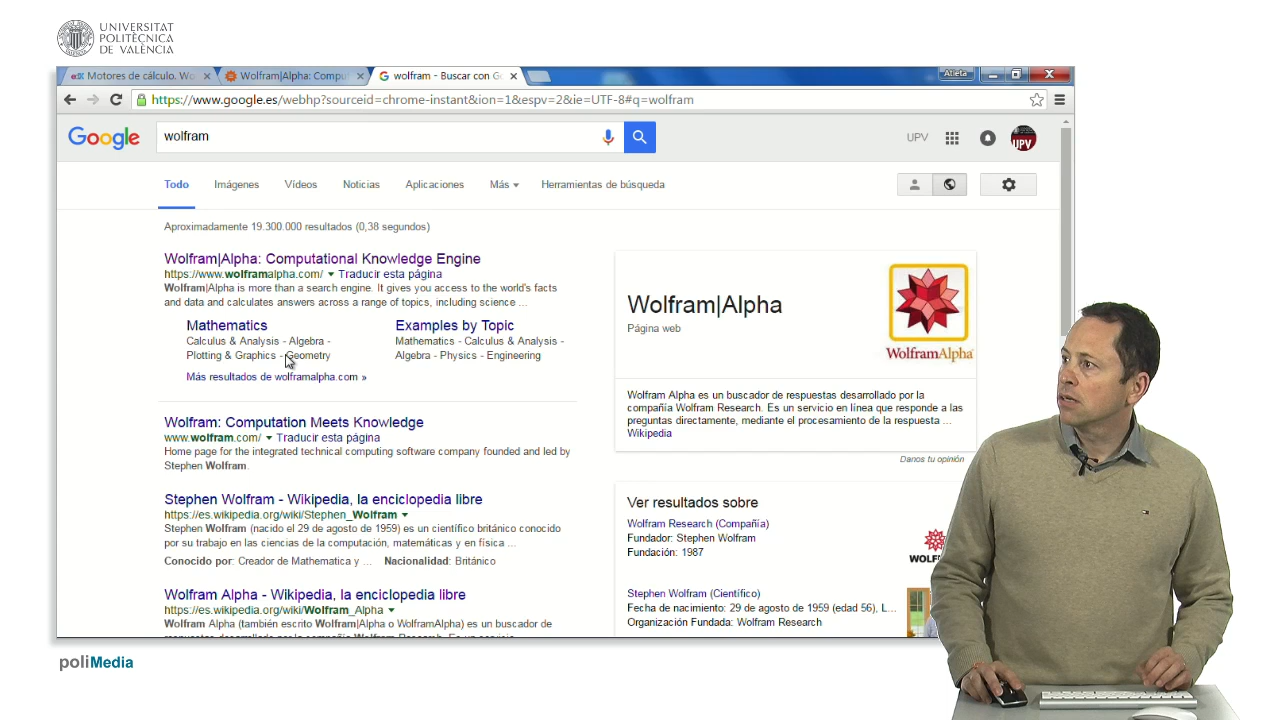 UNIVERSITAT
POLITÈCNICA
DE VALÈNCIA
Motores de cálculo. Wo
Wolfram|Alpha: Comput
wolfram - Buscar con G
Atleta
https://www.google.es/webhp?sourceid=chrome-instant&ion=1&espv=2&ie=UTF-8#q=wolfram
Google
wolfram
UPV
UPV
Todo
Imágenes
Vídeos
Noticias
Aplicaciones
Más
Herramientas de búsqueda
Aproximadamente 19.300.000 resultados (0,38 segundos)
Wolfram|Alpha: Computational Knowledge Engine
https://www.wolframalpha.com/ Traducir esta página
Wolfram|Alpha is more than a search engine. It gives you access to the world's facts
and data and calculates answers across a range of topics, including science ...
Mathematics
Calculus & Analysis - Algebra -
Plotting & Graphics - Geometry
Examples by Topic
Mathematics - Calculus & Analysis -
Algebra - Physics - Engineering
Más resultados de wolframalpha.com »
Wolfram: Computation Meets Knowledge
www.wolfram.com/ Traducir esta página
Home page for the integrated technical computing software company founded and led by
Stephen Wolfram.
Stephen Wolfram - Wikipedia, la enciclopedia libre
https://es.wikipedia.org/wiki/Stephen_Wolfram
Stephen Wolfram (nacido el 29 de agosto de 1959) es un científico británico conocido
por su trabajo en las ciencias de la computación, matemáticas y en física ...
Conocido por: Creador de Mathematica y ... Nacionalidad: Británico
Wolfram Alpha - Wikipedia, la enciclopedia libre
https://es.wikipedia.org/wiki/Wolfram_Alpha
Wolfram Alpha (también escrito Wolfram|Alpha o WolframAlpha) es un buscador de
Wolfram|Alpha
Página web
WolframAlpha
Wolfram Alpha es un buscador de respuestas desarrollado por la
compañía Wolfram Research. Es un servicio en línea que responde a las
preguntas directamente, mediante el procesamiento de la respuesta ...
Wikipedia
Danos tu opinión
Ver resultados sobre
Wolfram Research (Compañía)
Fundador: Stephen Wolfram
Fundación: 1987
WOLF
Stephen Wolfram (Científico)
Fecha de nacimiento: 29 de agosto de 1959 (edad 56), L...
Organización Fundada: Wolfram Research
poliMedia